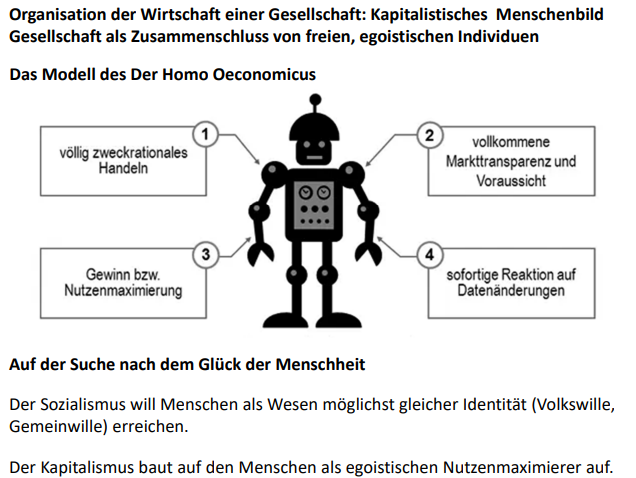 Organisation der Wirtschaft einer Gesellschaft: Kapitalistisches Menschenbild
Gesellschaft als Zusammenschluss von freien, egoistischen Individuen
Das Modell des Der Homo Oeconomicus
1
völlig zweckrationales
Handeln
2
vollkommene
Markttransparenz und
Voraussicht
3
Gewinn bzw.
Nutzenmaximierung
4
sofortige Reaktion auf
Datenänderungen
Auf der Suche nach dem Glück der Menschheit
Der Sozialismus will Menschen als Wesen möglichst gleicher Identität (Volkswille,
Gemeinwille) erreichen.
Der Kapitalismus baut auf den Menschen als egoistischen Nutzenmaximierer auf.